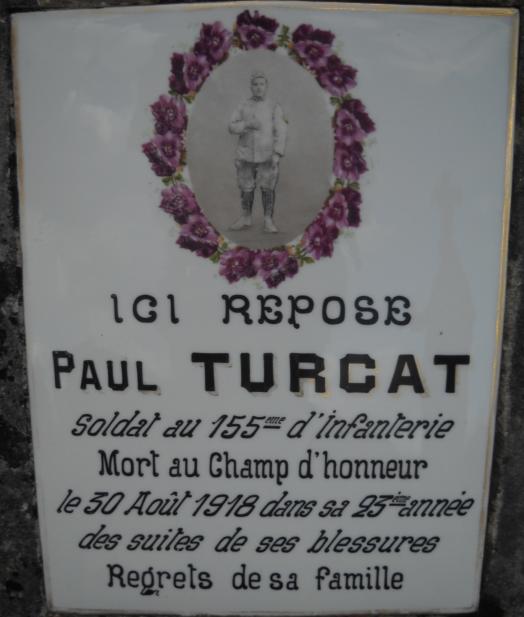 ICI REPOSE
PAUL TURCAT
Soldat au 155ème d'Infanterie
Mort au Champ d'honneur
le 30 Août 1918 dans sa 23ème année
des suites de ses blessures
Regrets de sa famille